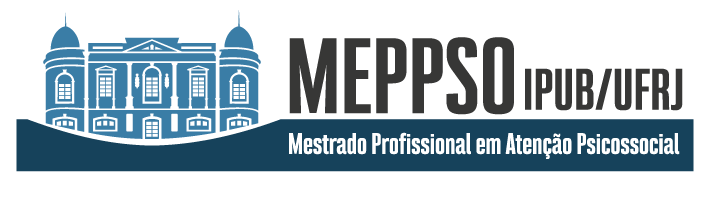 MEPPSO IPUB/UFRJ
Mestrado Profissional em Atenção Psicossocial